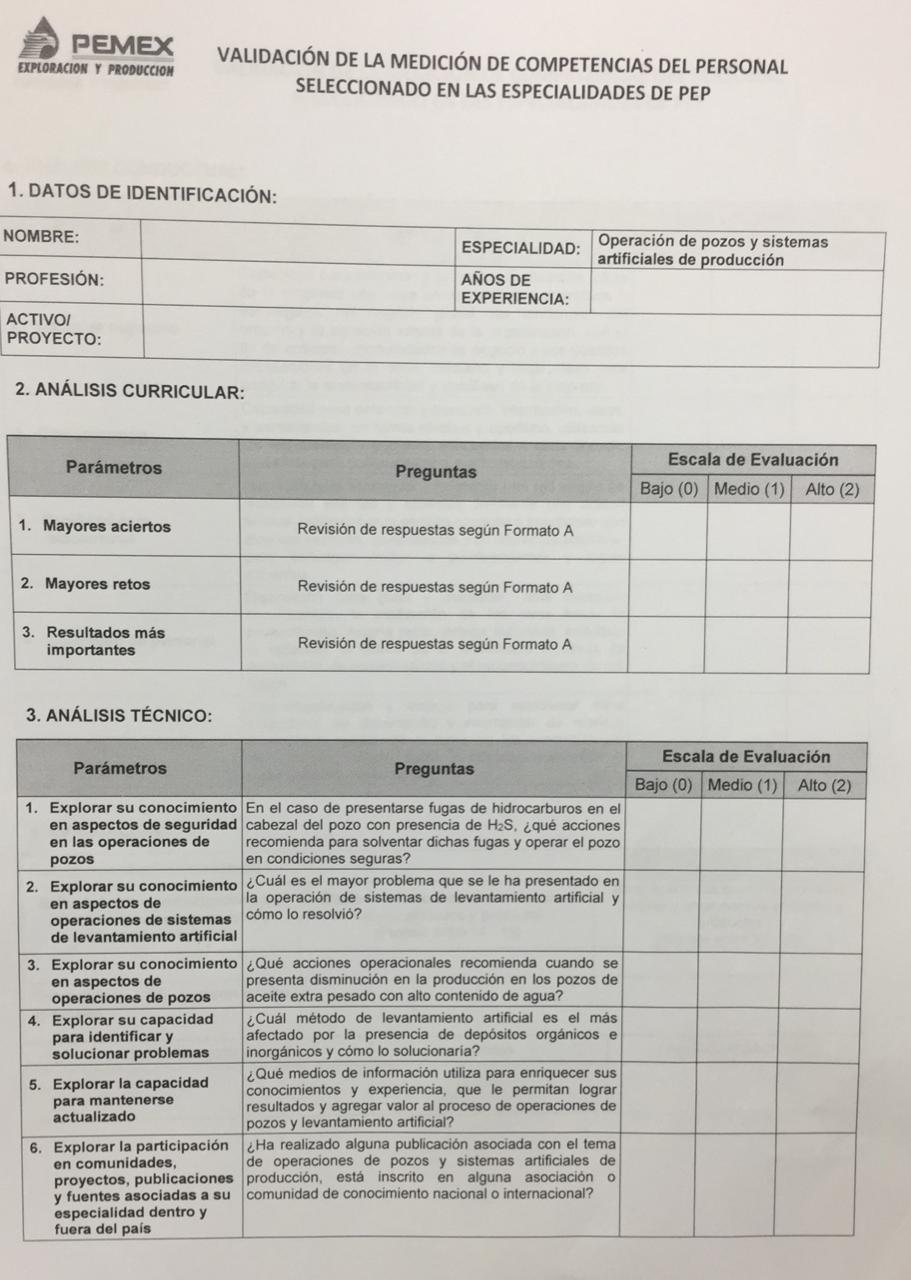 PEMEX
EXPLORACION Y PRODUCCION
VALIDACIÓN DE LA MEDICIÓN DE COMPETENCIAS DEL PERSONAL
SELECCIONADO EN LAS ESPECIALIDADES DE PEP
1. DATOS DE IDENTIFICACIÓN:
NOMBRE:
ESPECIALIDAD:
Operación de pozos y sistemas
artificiales de producción
PROFESIÓN:
AÑOS DE
EXPERIENCIA:
ACTIVO/
PROYECTO:
2. ANÁLISIS CURRICULAR:
Parámetros
Preguntas
Escala de Evaluación
Bajo (0) Medio (1) Alto (2)
1. Mayores aciertos
Revisión de respuestas según Formato A
2. Mayores retos
Revisión de respuestas según Formato A
3. Resultados más
importantes
Revisión de respuestas según Formato A
3. ANÁLISIS TÉCNICO:
Parámetros
Preguntas
Escala de Evaluación
Bajo (0) Medio (1) Alto (2)
1. Explorar su conocimiento
en aspectos de seguridad
en las operaciones de
pozos
En el caso de presentarse fugas de hidrocarburos en el
cabezal del pozo con presencia de H₂S, ¿qué acciones
recomienda para solventar dichas fugas y operar el pozo
en condiciones seguras?
2. Explorar su conocimiento
en aspectos de
operaciones de sistemas
de levantamiento artificial
¿Cuál es el mayor problema que se le ha presentado en
la operación de sistemas de levantamiento artificial y
cómo lo resolvió?
3. Explorar su conocimiento
en aspectos de
operaciones de pozos
¿Qué acciones operacionales recomienda cuando se
presenta disminución en la producción en los pozos de
aceite extra pesado con alto contenido de agua?
4. Explorar su capacidad
para identificar y
solucionar problemas
¿Cuál método de levantamiento artificial es el más
afectado por la presencia de depósitos orgánicos e
inorgánicos y cómo lo solucionaría?
5. Explorar la capacidad
para mantenerse
actualizado
¿Qué medios de información utiliza para enriquecer sus
conocimientos y experiencia, que le permitan lograr
resultados y agregar valor al proceso de operaciones de
pozos y levantamiento artificial?
6. Explorar la participación
en comunidades,
proyectos, publicaciones
y fuentes asociadas a su
especialidad dentro y
fuera del país
¿Ha realizado alguna publicación asociada con el tema
de operaciones de pozos y sistemas artificiales de
producción, está inscrito en alguna asociación o
comunidad de conocimiento nacional o internacional?